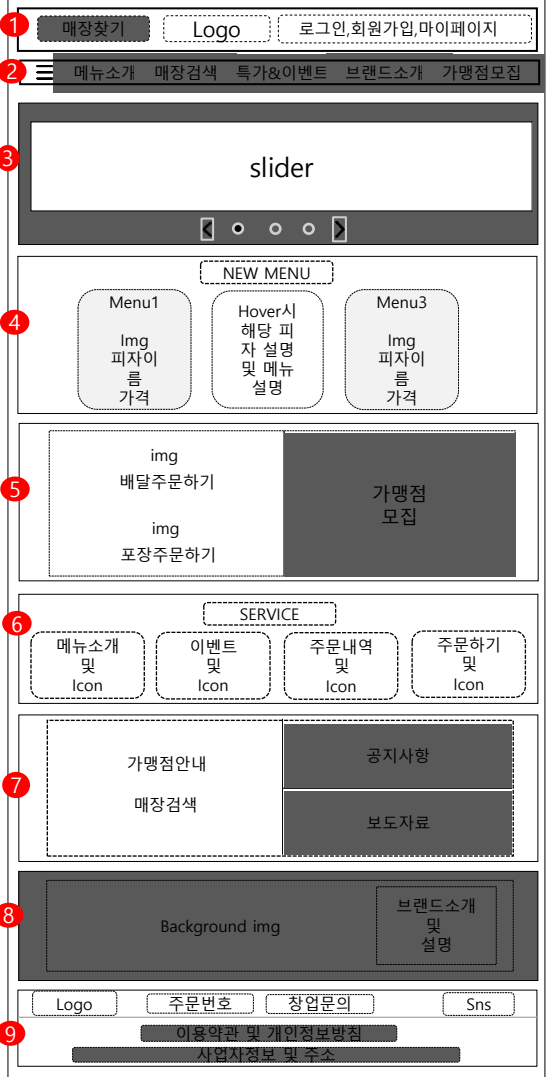 1
매장찾기
Logo
로그인,회원가입,마이페이지
2
메뉴소개 매장검색 특가&이벤트 브랜드소개 가맹점모집
3
slider
4
NEW MENU
Menu1
Img
피자이
름
가격
Hover시
해당 피
자 설명
및 메뉴
설명
Menu3
Img
피자이
름
가격
5
img
배달주문하기
img
포장주문하기
가맹점
모집
6
SERVICE
메뉴소개
및
Icon
이벤트
및
Icon
주문내역
및
Icon
주문하기
및
Icon
7
가맹점안내
매장검색
공지사항
보도자료
8
Background img
브랜드소개
및
설명
9
Logo
주문번호
창업문의
Sns
이용약관 및 개인정보방침
사업자정보 및 주소